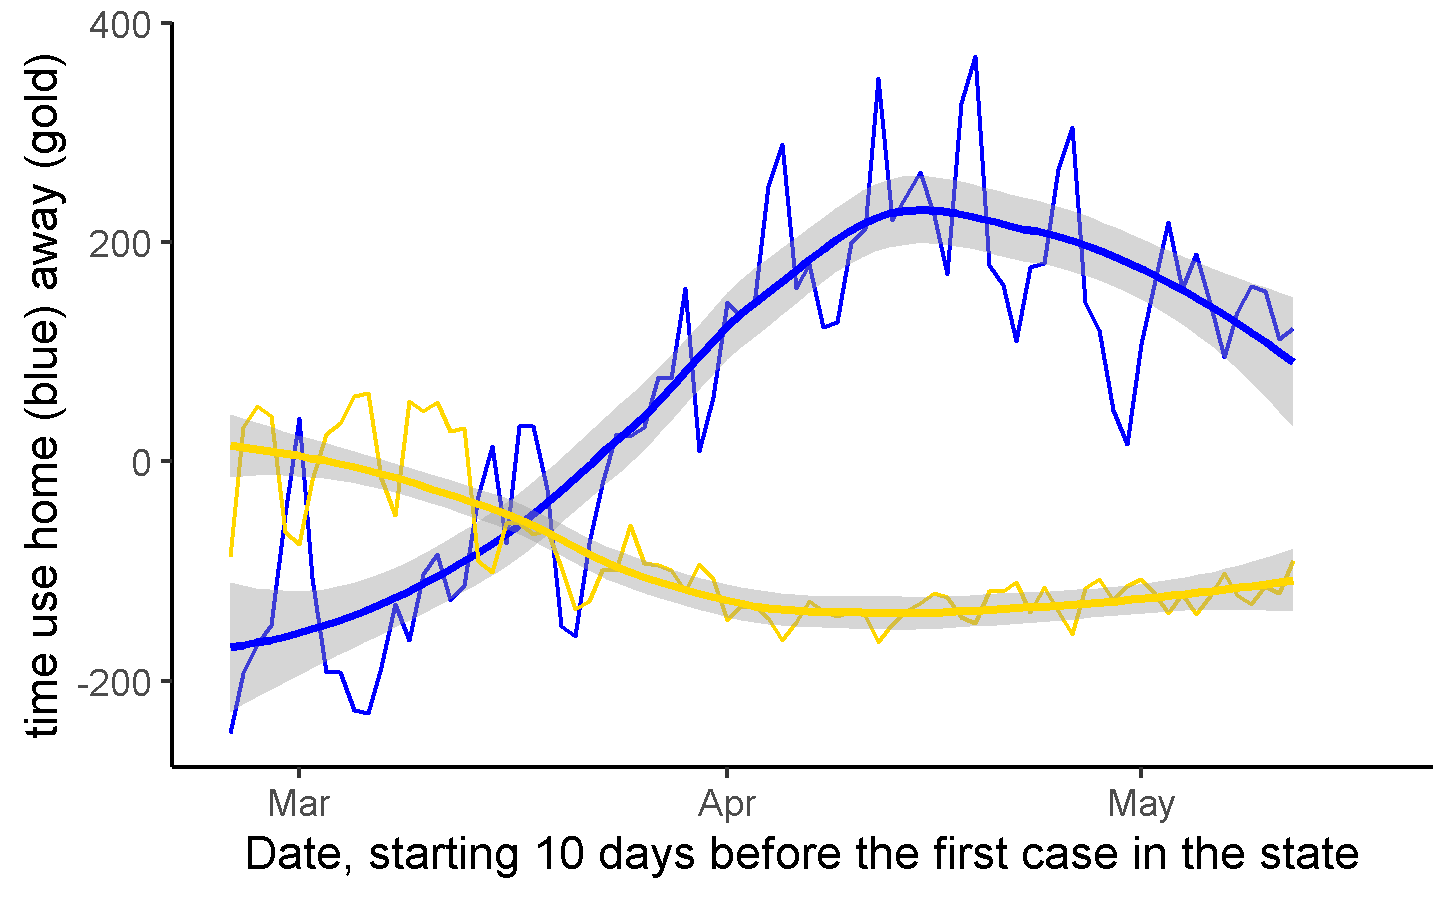 time use home (blue) away (gold)
400
200
0
-200
Mar
Apr
May
Date, starting 10 days before the first case in the state